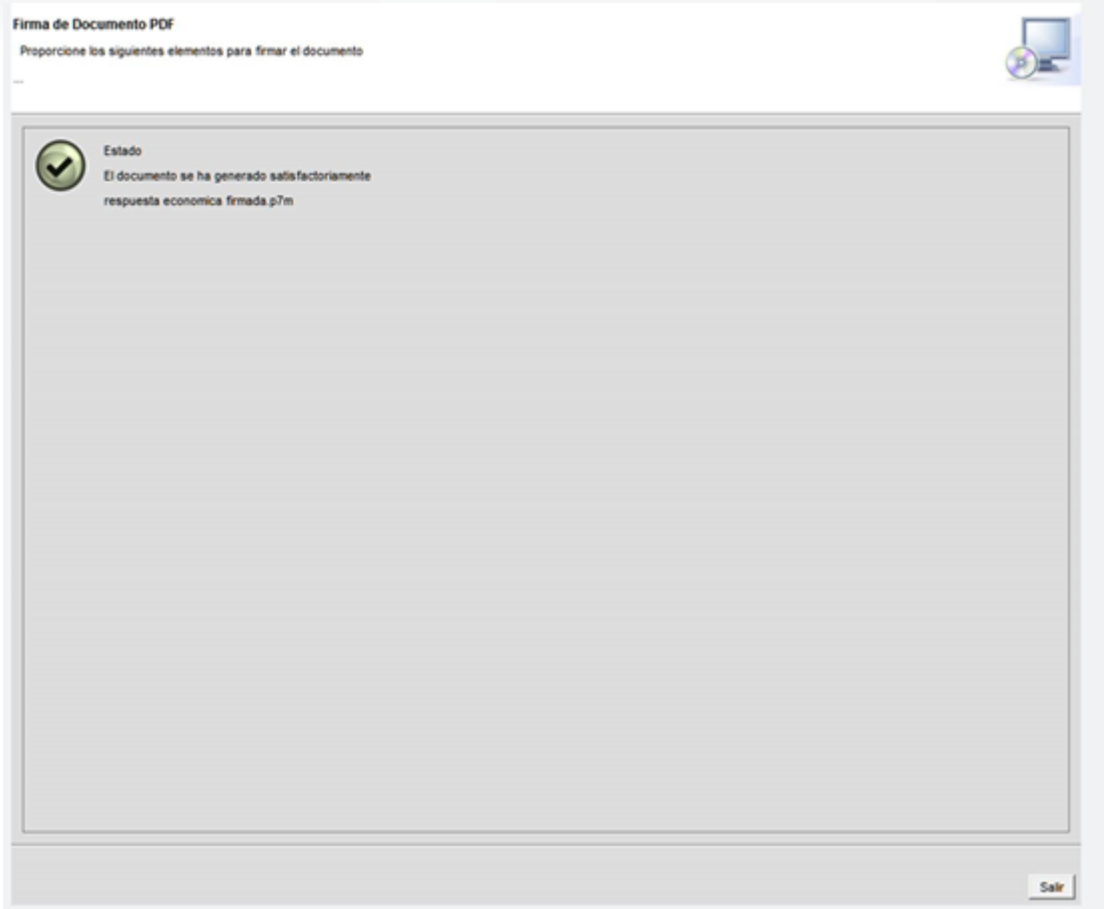 Firma de Documento PDF
Proporcione los siguientes elementos para firmar el documento
...
Estado
El documento se ha generado satisfactoriamente
respuesta economica firmada.p7m
Salir